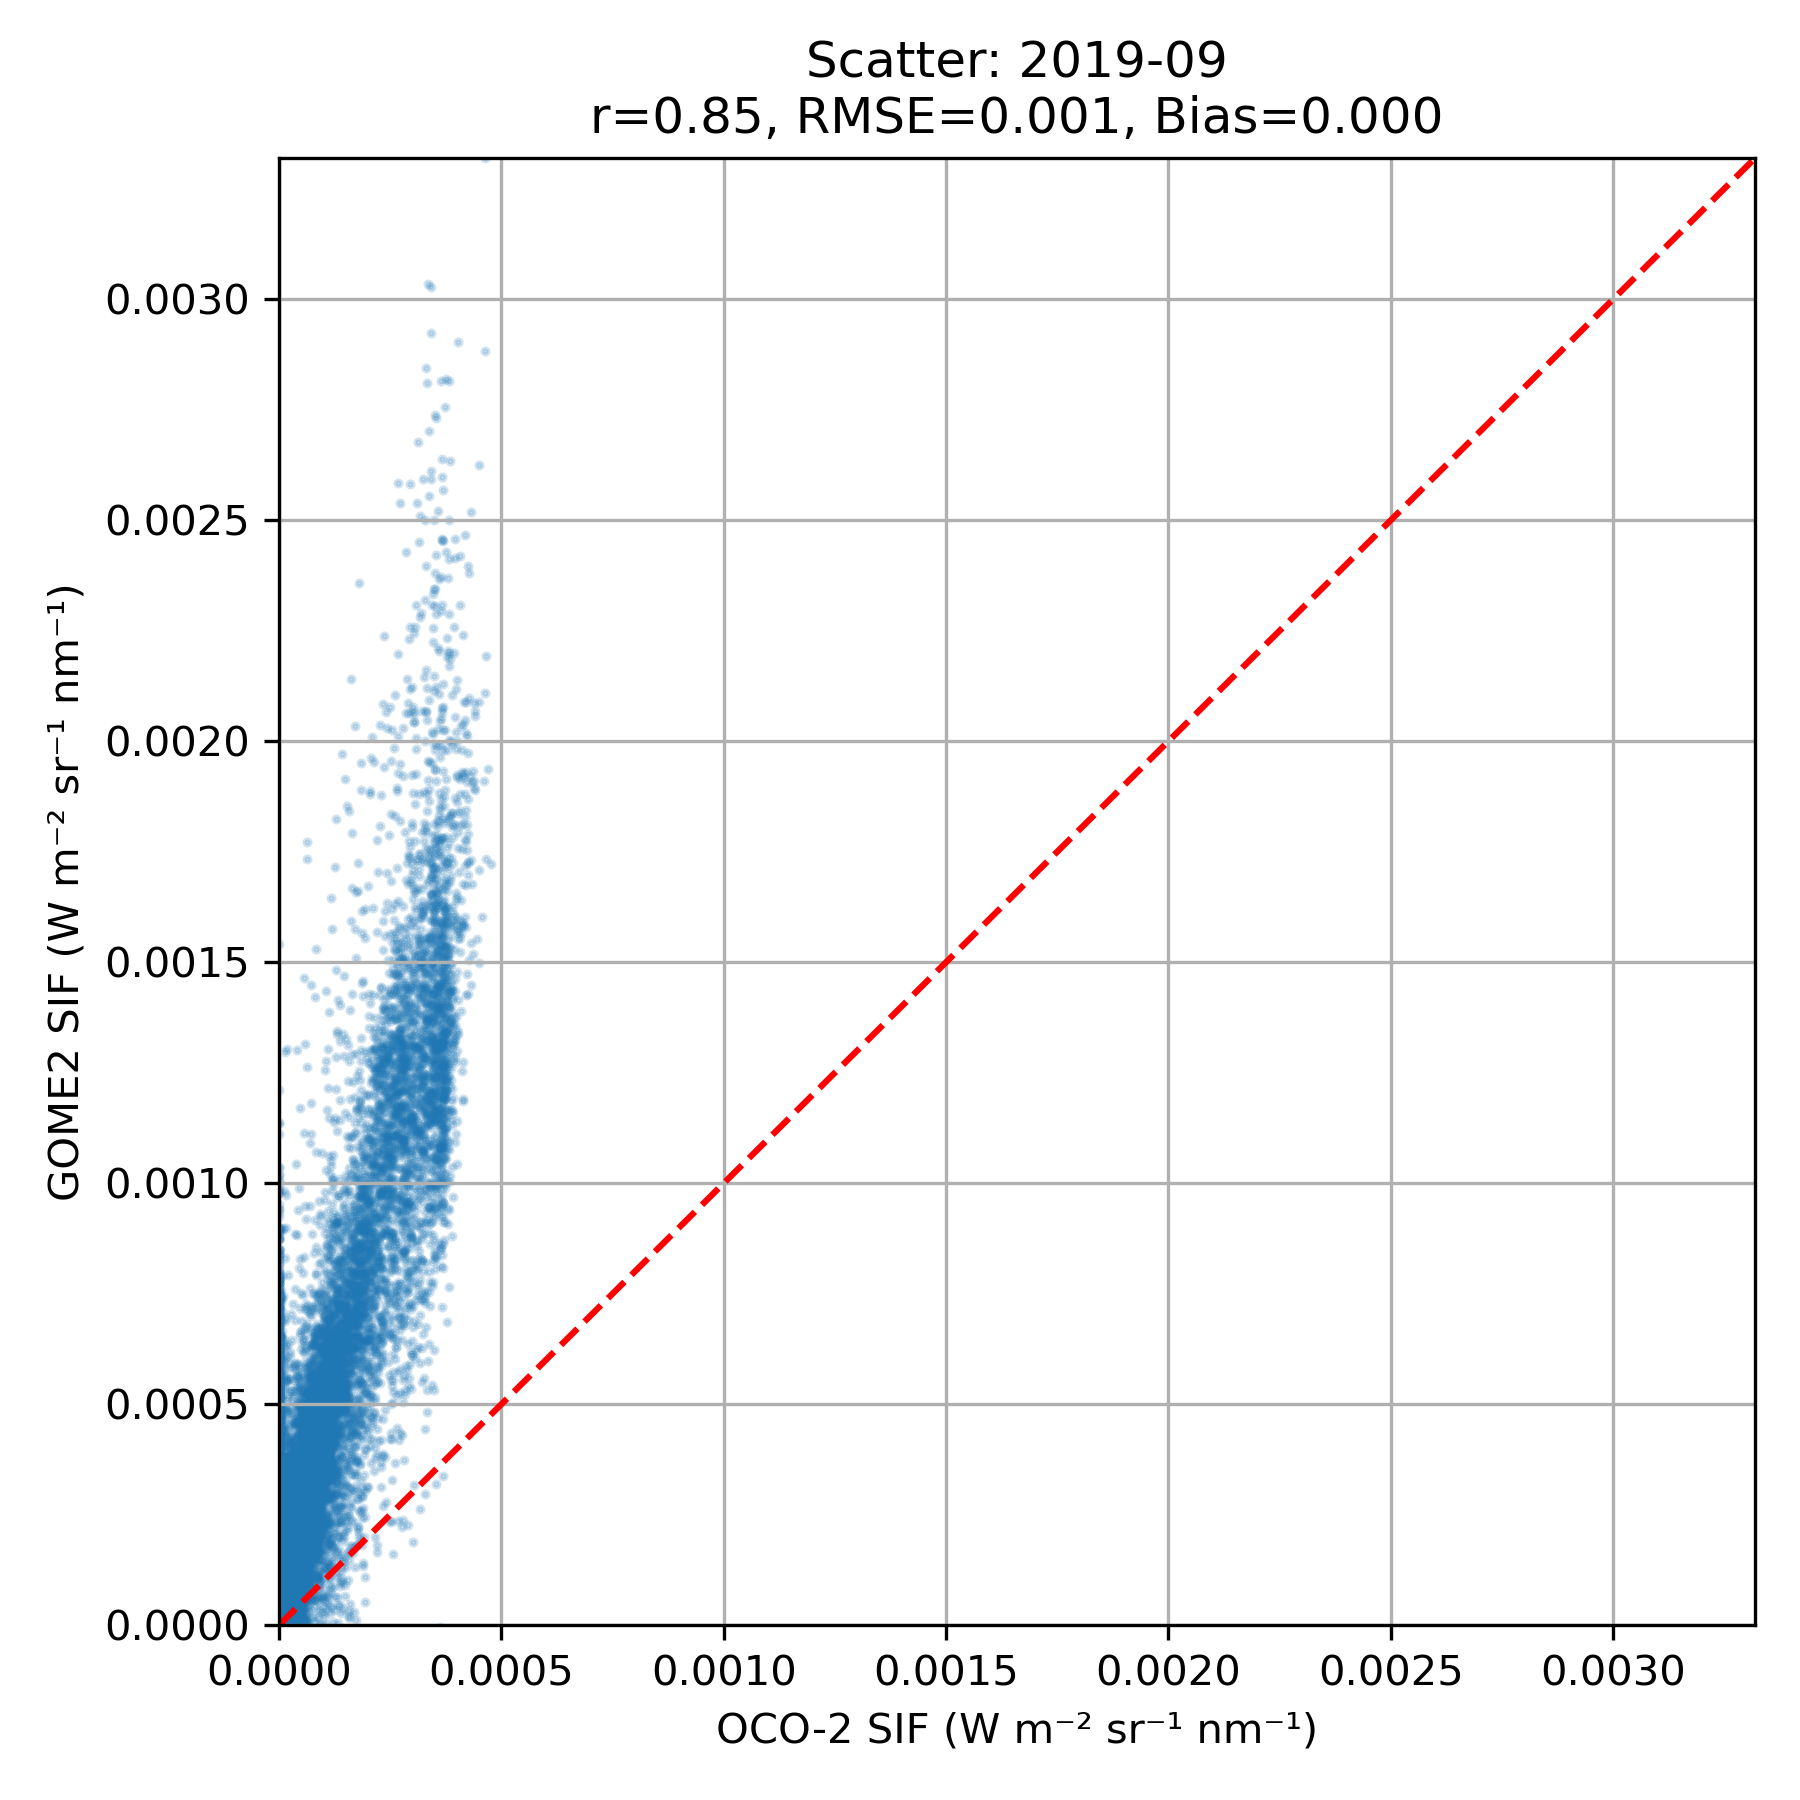 Scatter: 2019-09
r=0.85, RMSE=0.001, Bias=0.000
GOME2 SIF (W m⁻² sr⁻¹ nm⁻¹)
0.0030
0.0025
0.0020
0.0015
0.0010
0.0005
0.0000
0.0000 0.0005 0.0010 0.0015 0.0020 0.0025 0.0030
OCO-2 SIF (W m⁻² sr⁻¹ nm⁻¹)